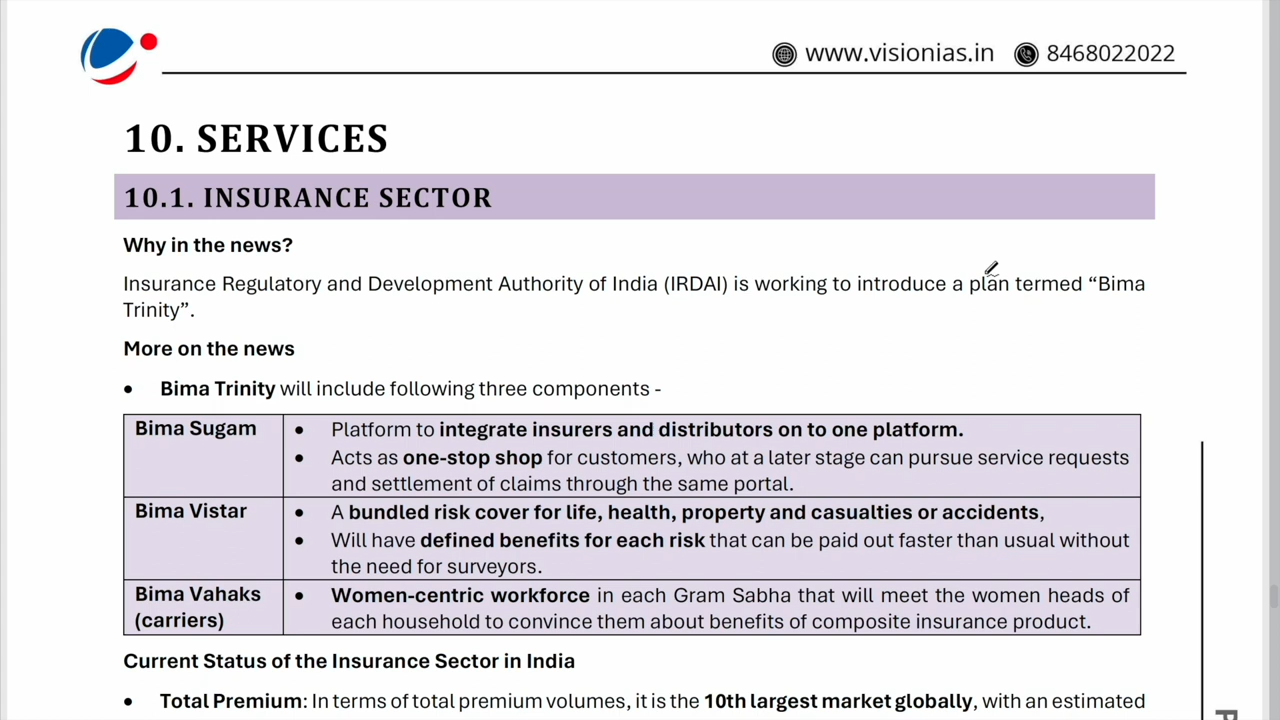 www.visionias.in 8468022022
10. SERVICES
10.1. INSURANCE SECTOR
Why in the news?
Insurance Regulatory and Development Authority of India (IRDAI) is working to introduce a plan termed “Bima
Trinity”.
More on the news
• Bima Trinity will include following three components -
Bima Sugam
• Platform to integrate insurers and distributors on to one platform.
• Acts as one-stop shop for customers, who at a later stage can pursue service requests
and settlement of claims through the same portal.
Bima Vistar
• A bundled risk cover for life, health, property and casualties or accidents,
• Will have defined benefits for each risk that can be paid out faster than usual without
the need for surveyors.
Bima Vahaks
(carriers)
• Women-centric workforce in each Gram Sabha that will meet the women heads of
each household to convince them about benefits of composite insurance product.
Current Status of the Insurance Sector in India
• Total Premium: In terms of total premium volumes, it is the 10th largest market globally, with an estimated